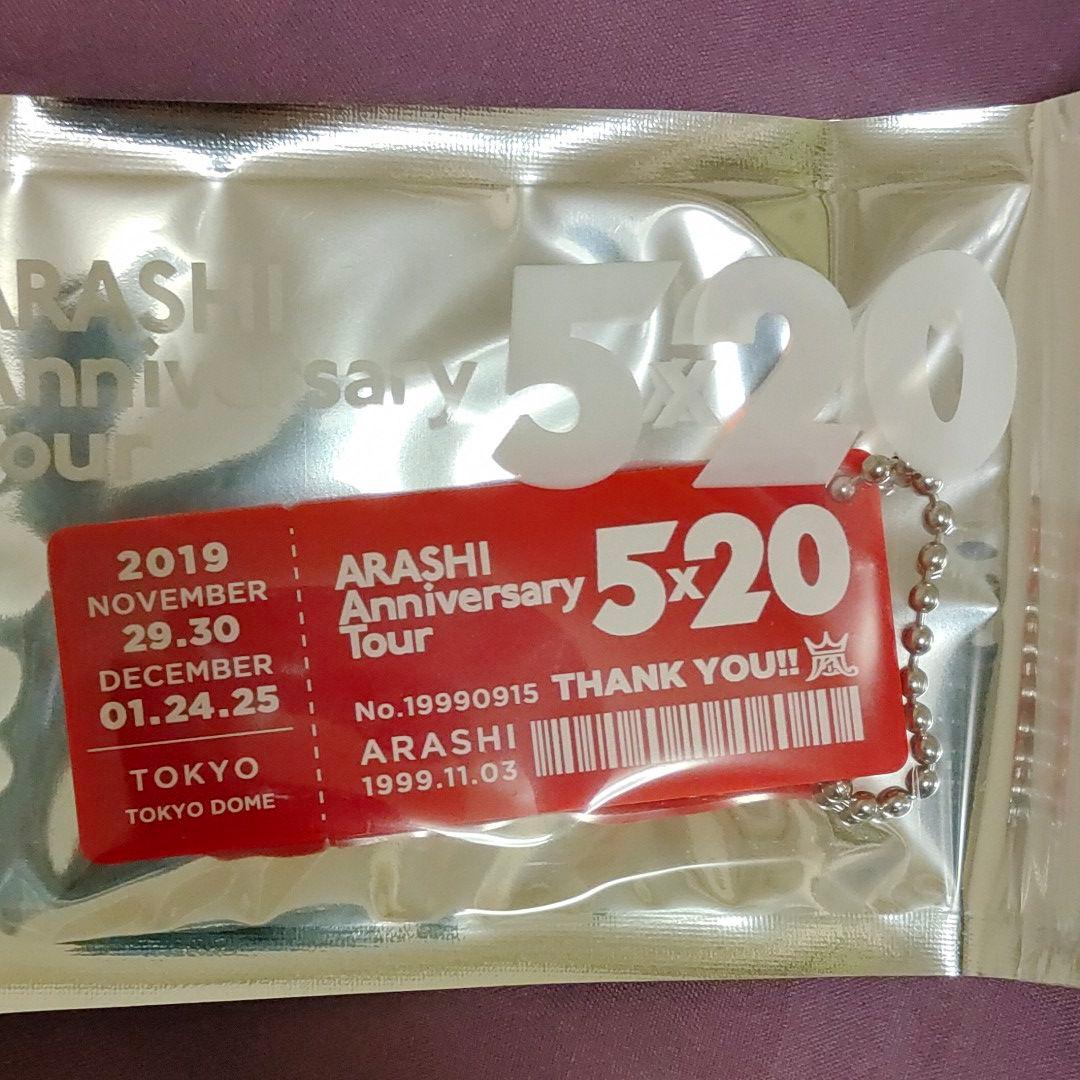 ARASHI
Anniversary
Tour
5x20
2019
NOVEMBER
29.30
DECEMBER
01.24.25
TOKYO
TOKYO DOME
ARASHI
Anniversary
Tour
5x20
THANK YOU!! 嵐
No.19990915
ARASHI
1999.11.03